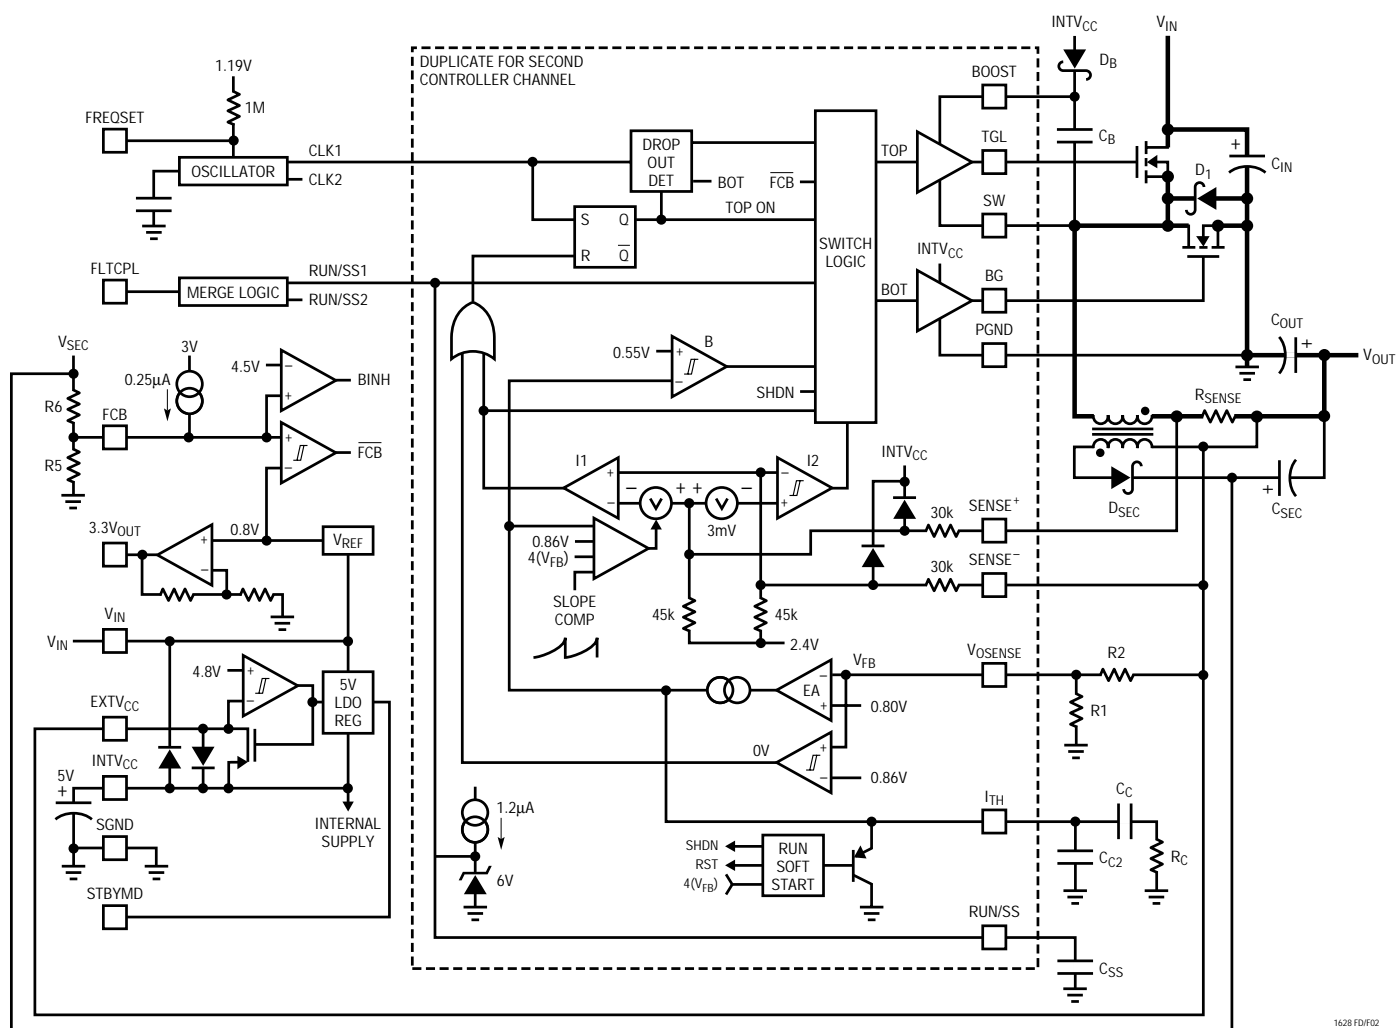 INTVCC
VIN
DUPLICATE FOR SECOND
CONTROLLER CHANNEL
1.19V
1M
FREQSET
OSCILLATOR
CLK1
CLK2
DROP
OUT
DET
BOT
FCB
TOP ON
S Q
R Q
SWITCH
LOGIC
TOP
BOOST
TGL
SW
DB
CB
+
CIN
D1
INTVCC
BOT
BG
PGND
COUT
+
VOUT
FLTCPL
MERGE LOGIC
RUN/SS1
RUN/SS2
0.55V
+
−
B
SHDN
RSENSE
VSEC
3V
0.25µA
4.5V
−
+
BINH
R6
FCB
R5
+
−
FCB
I1
+
−
− + + −
3mV
I2
−
+
INTVCC
30k
SENSE+
30k
SENSE−
DSEC
+
CSEC
0.86V
4(VFB)
SLOPE
COMP
45k
45k
2.4V
3.3VOUT
0.8V
+
−
VREF
VIN
VIN
4.8V
+
−
5V
LDO
REG
EXTVCC
INTVCC
5V
+
SGND
INTERNAL
SUPPLY
STBYMD
VFB
−
EA
+
0.80V
VOSENSE
R2
R1
0V
+
−
0.86V
1.2µA
6V
ITH
CC
CC2
RC
SHDN
RST
4(VFB)
RUN
SOFT
START
RUN/SS
CSS
1628 FD/F02